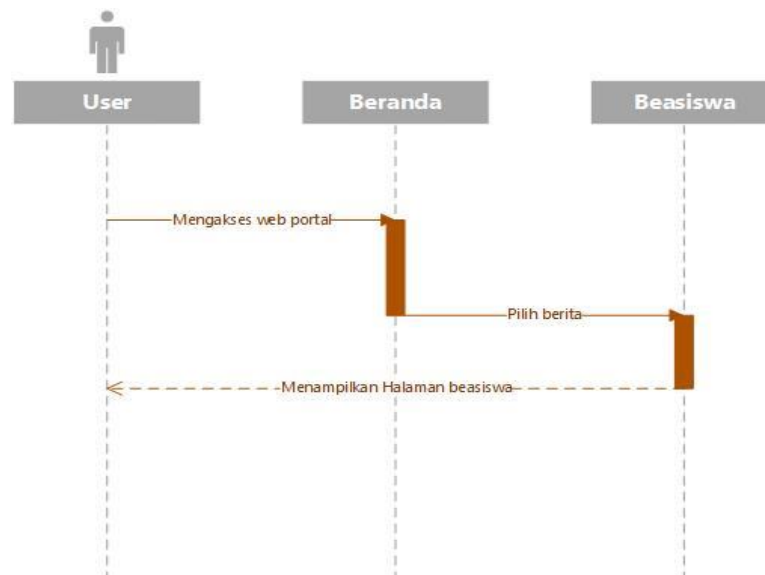 User
Beranda
Beasiswa
Mengakses web portal
Pilih berita
Menampilkan Halaman beasiswa